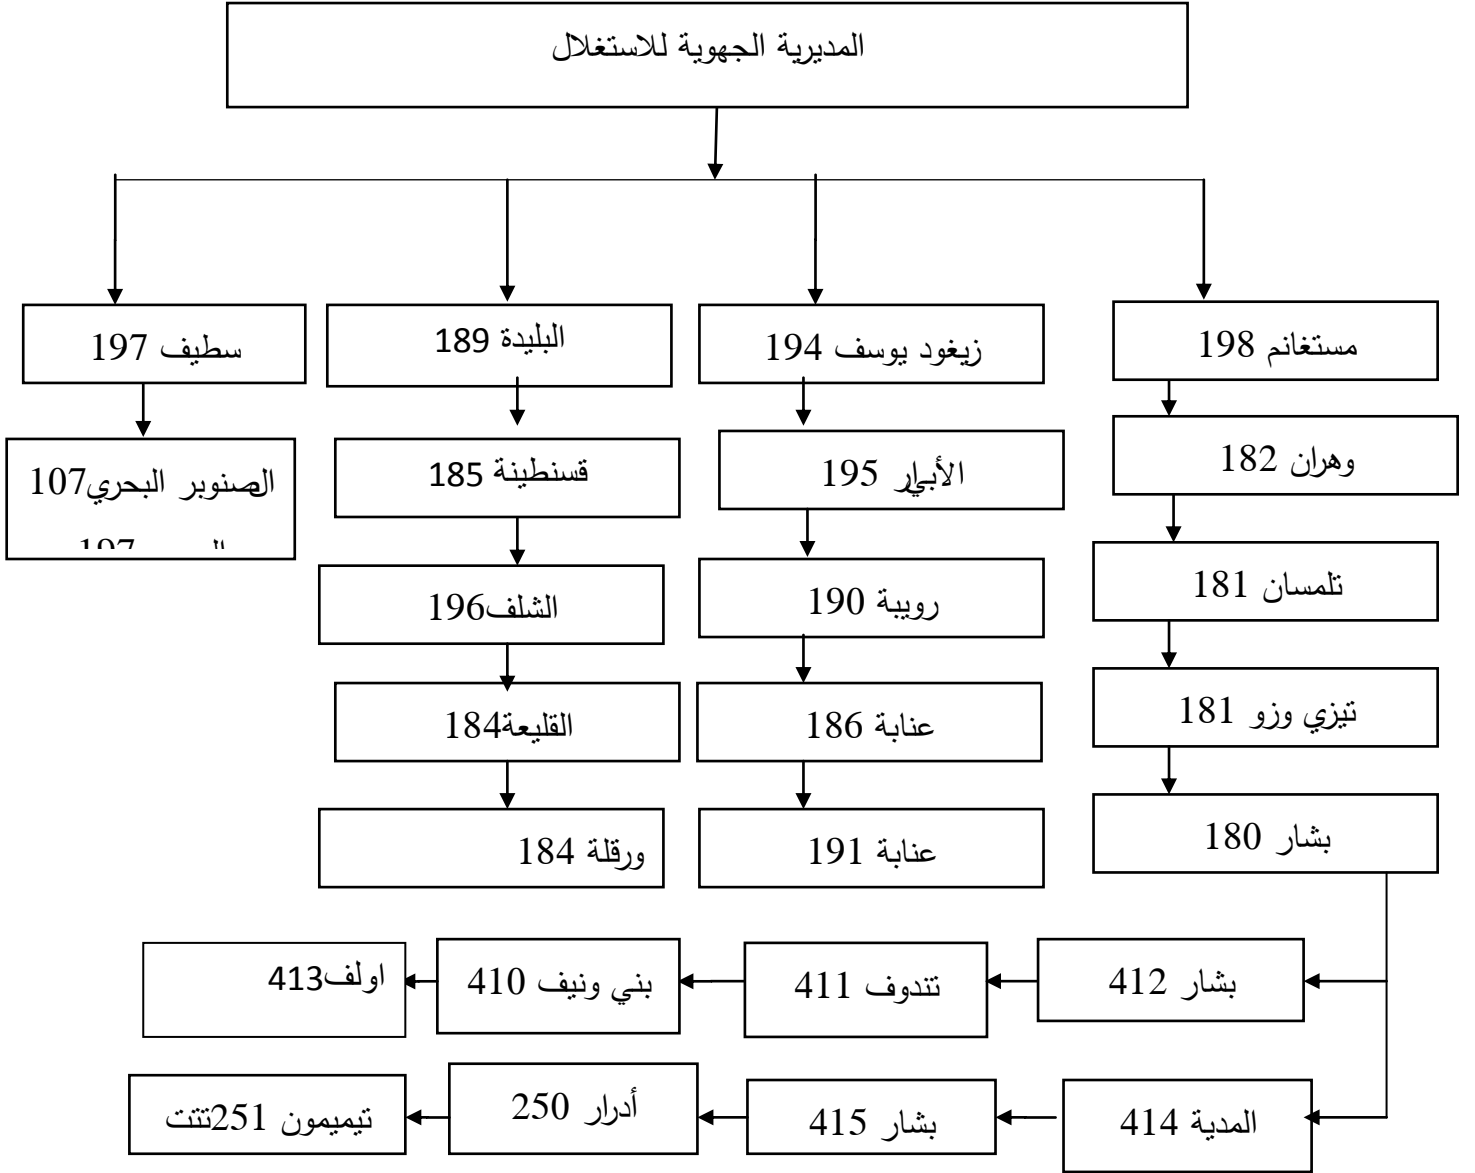 المديرية الجهوية للاستغلال
مستغانم 198
زيغود يوسف 194
البليدة 189
سطيف 197
وهران 182
الأبيار 195
قسنطينة 185
الصنوبر البحري107
تلمسان 181
رويبة 190
الشلف196
تيزي وزو 181
عنابة 186
القليعة184
بشار 180
عنابة 191
ورقلة 184
بشار 412
تندوف 411
بني ونيف 410
اولف413
المدية 414
بشار 415
أدرار 250
تيميمون 251تتت